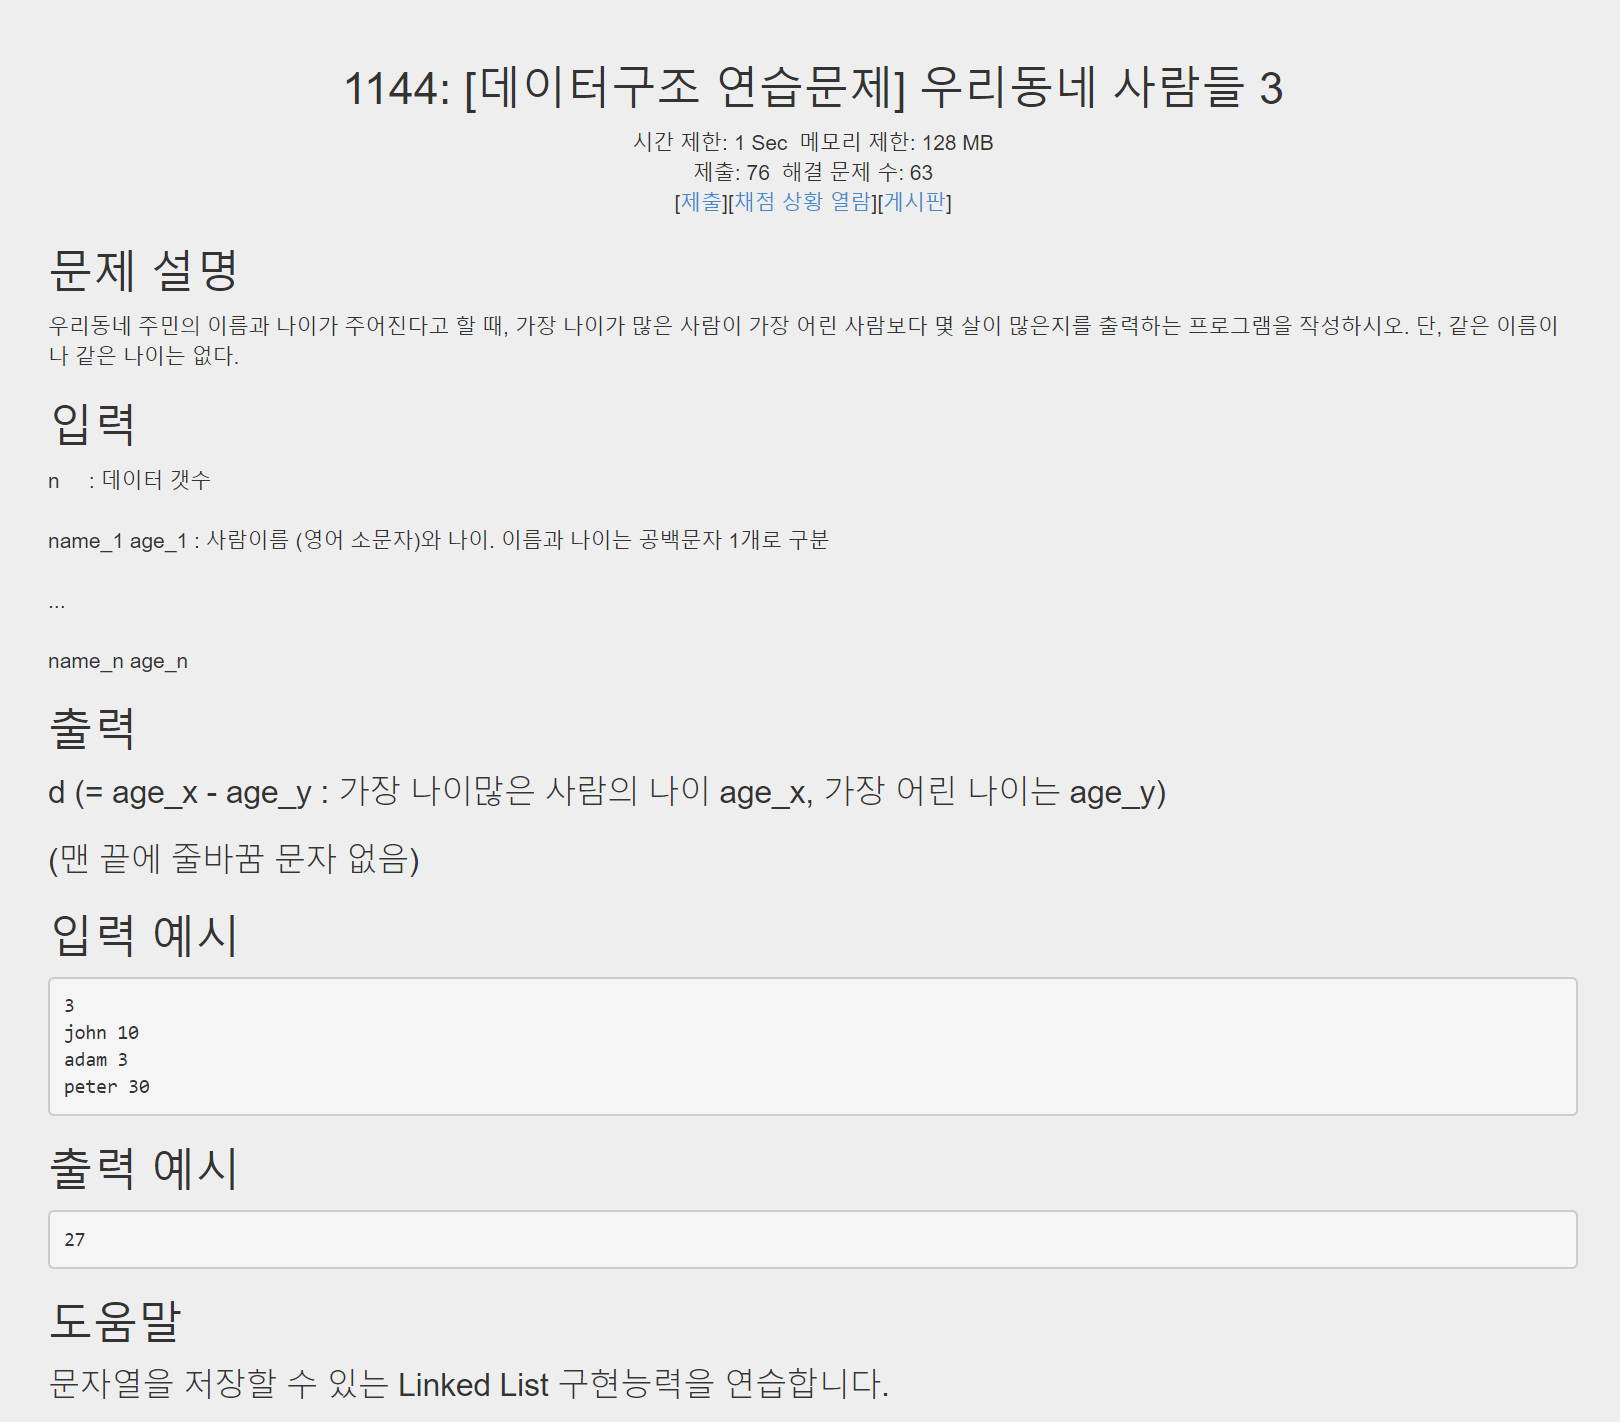 1144: [데이터구조 연습문제] 우리동네 사람들 3
시간 제한: 1 Sec 메모리 제한: 128 MB
제출: 76 해결 문제 수: 63
[제출][채점 상황 열람][게시판]
문제 설명
우리동네 주민의 이름과 나이가 주어진다고 할 때, 가장 나이가 많은 사람이 가장 어린 사람보다 몇 살이 많은지를 출력하는 프로그램을 작성하시오. 단, 같은 이름이
나 같은 나이는 없다.
입력
n : 데이터 갯수
name_1 age_1 : 사람이름 (영어 소문자)와 나이. 이름과 나이는 공백문자 1개로 구분
...
name_n age_n
출력
d (= age_x - age_y : 가장 나이많은 사람의 나이 age_x, 가장 어린 나이는 age_y)
(맨 끝에 줄바꿈 문자 없음)
입력 예시
3
john 10
adam 3
peter 30
출력 예시
27
도움말
문자열을 저장할 수 있는 Linked List 구현능력을 연습합니다.